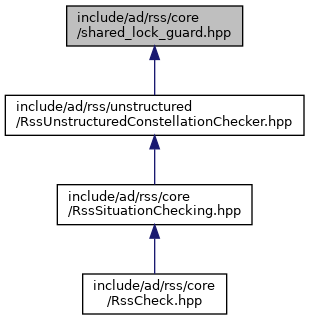 include/ad/rss/core
/shared_lock_guard.hpp
include/ad/rss/unstructured
/RssUnstructuredConstellationChecker.hpp
include/ad/rss/core
/RssSituationChecking.hpp
include/ad/rss/core
/RssCheck.hpp